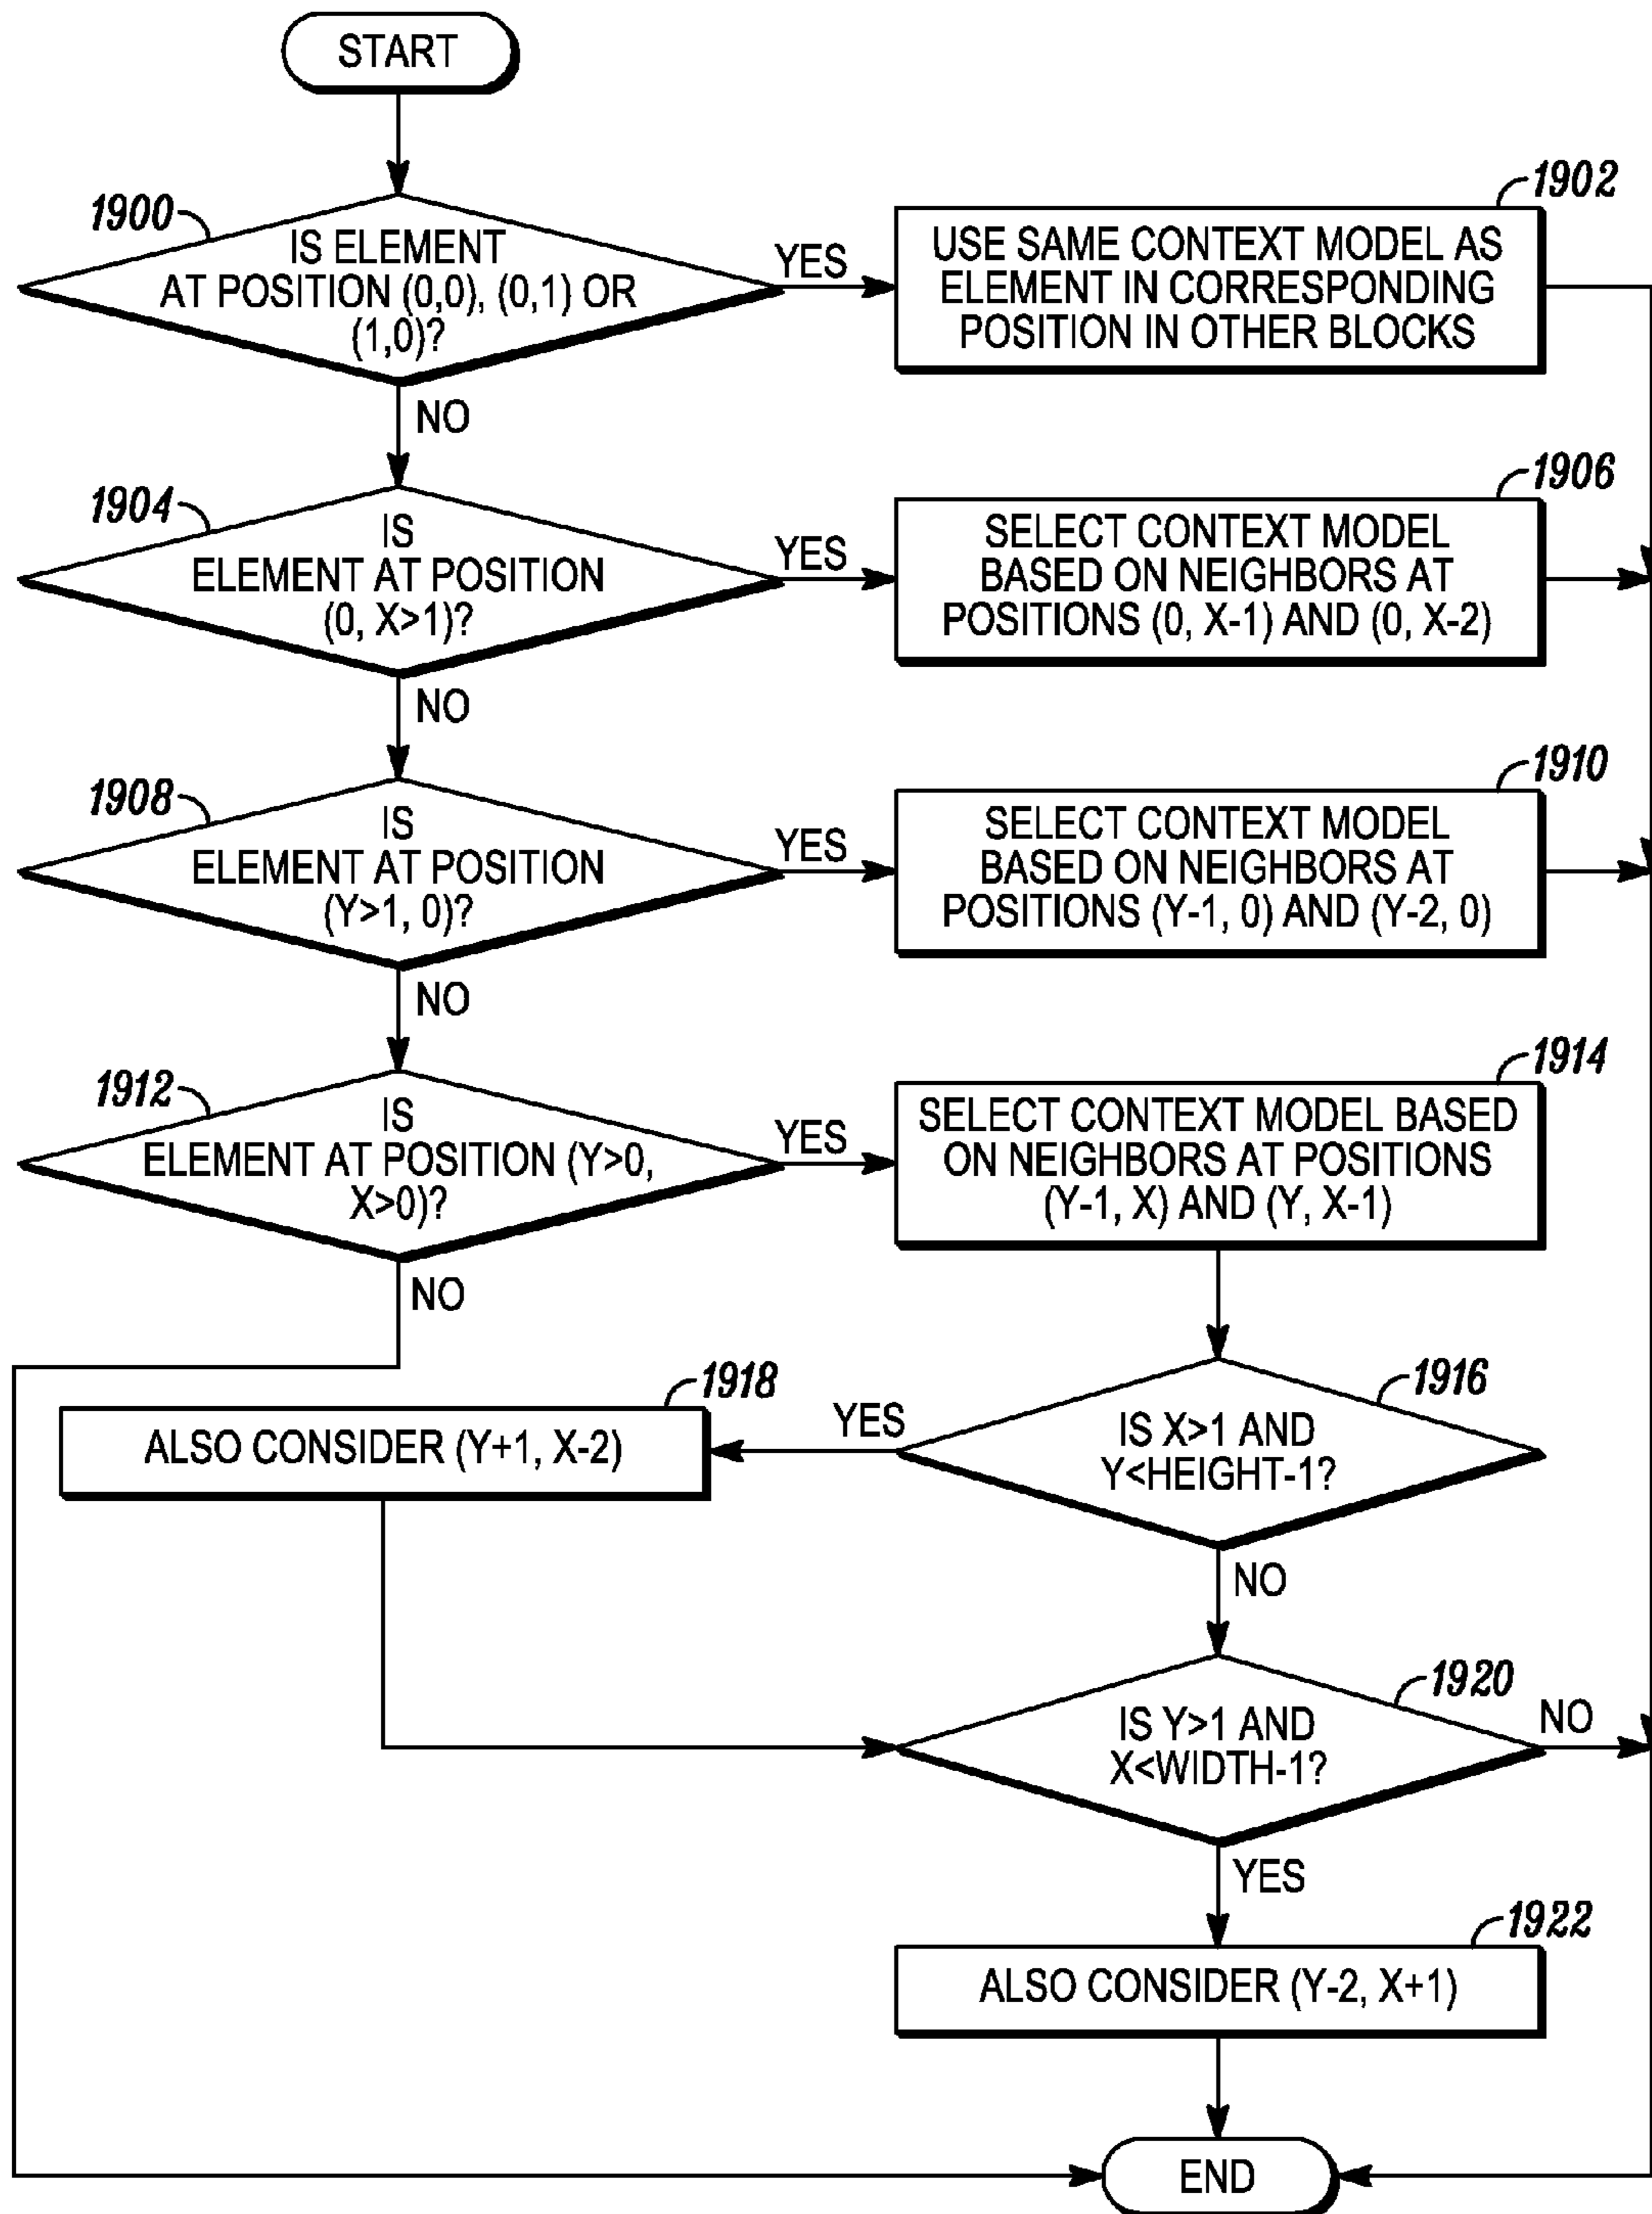 START
1900
IS ELEMENT
AT POSITION (0,0), (0,1) OR
(1,0)?
YES
1902
USE SAME CONTEXT MODEL AS
ELEMENT IN CORRESPONDING
POSITION IN OTHER BLOCKS
NO
1904
IS
ELEMENT AT POSITION
(0, X>1)?
YES
1906
SELECT CONTEXT MODEL
BASED ON NEIGHBORS AT
POSITIONS (0, X-1) AND (0, X-2)
NO
1908
IS
ELEMENT AT POSITION
(Y>1, 0)?
YES
1910
SELECT CONTEXT MODEL
BASED ON NEIGHBORS AT
POSITIONS (Y-1, 0) AND (Y-2, 0)
NO
1912
IS
ELEMENT AT POSITION (Y>0,
X>0)?
YES
1914
SELECT CONTEXT MODEL BASED
ON NEIGHBORS AT POSITIONS
(Y-1, X) AND (Y, X-1)
NO
1916
IS X>1 AND
Y<HEIGHT-1?
YES
1918
ALSO CONSIDER (Y+1, X-2)
NO
1920
IS Y>1 AND
X<WIDTH-1?
NO
YES
1922
ALSO CONSIDER (Y-2, X+1)
END